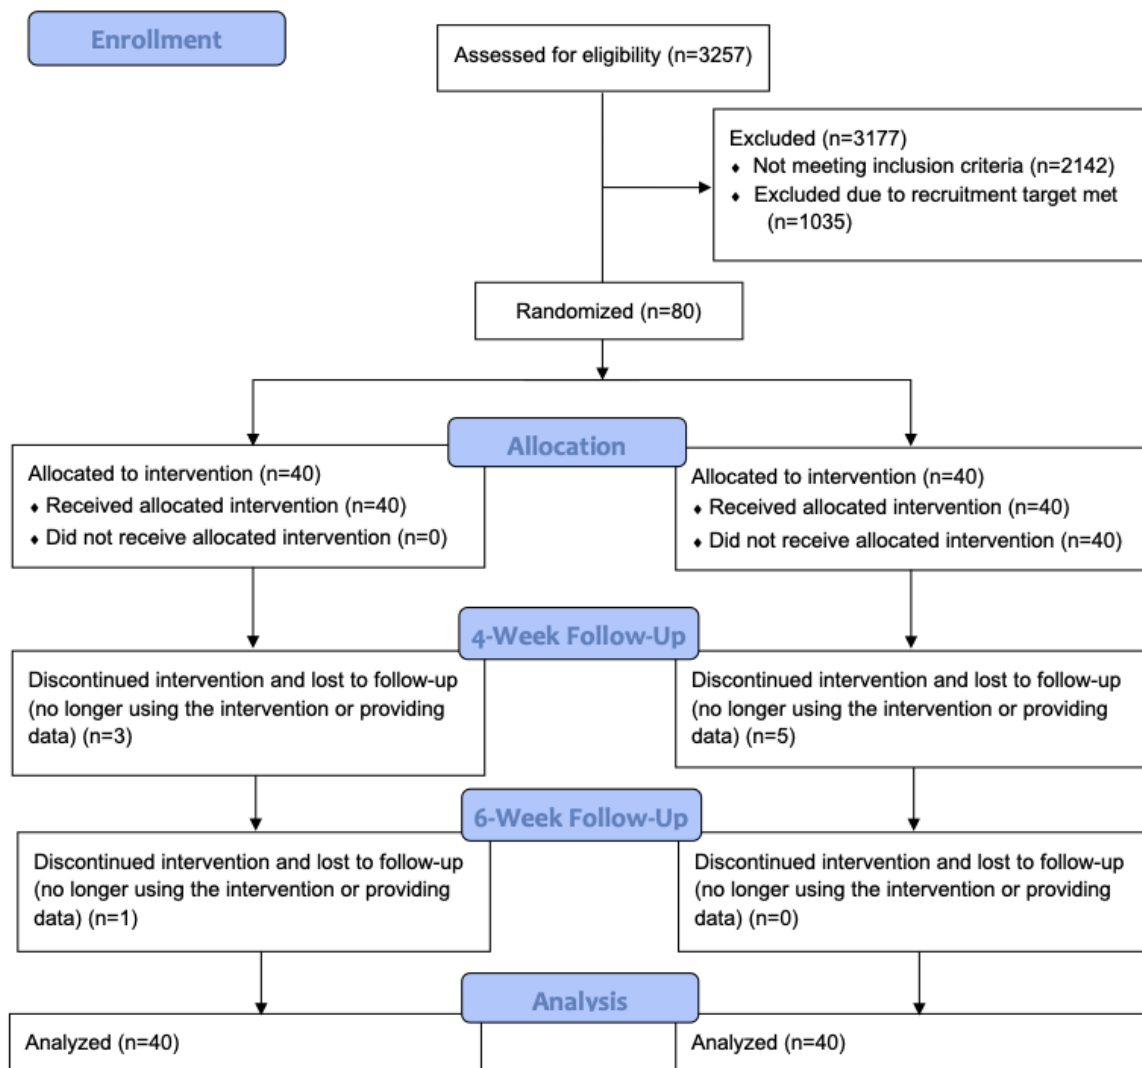 Enrollment
Assessed for eligibility (n=3257)
Excluded (n=3177)
⬧ Not meeting inclusion criteria (n=2142)
⬧ Excluded due to recruitment target met
(n=1035)
Randomized (n=80)
Allocation
Allocated to intervention (n=40)
⬧ Received allocated intervention (n=40)
⬧ Did not receive allocated intervention (n=0)
Allocated to intervention (n=40)
⬧ Received allocated intervention (n=40)
⬧ Did not receive allocated intervention (n=40)
4-Week Follow-Up
Discontinued intervention and lost to follow-up
(no longer using the intervention or providing
data) (n=3)
Discontinued intervention and lost to follow-up
(no longer using the intervention or providing
data) (n=5)
6-Week Follow-Up
Discontinued intervention and lost to follow-up
(no longer using the intervention or providing
data) (n=1)
Discontinued intervention and lost to follow-up
(no longer using the intervention or providing
data) (n=0)
Analysis
Analyzed (n=40)
Analyzed (n=40)